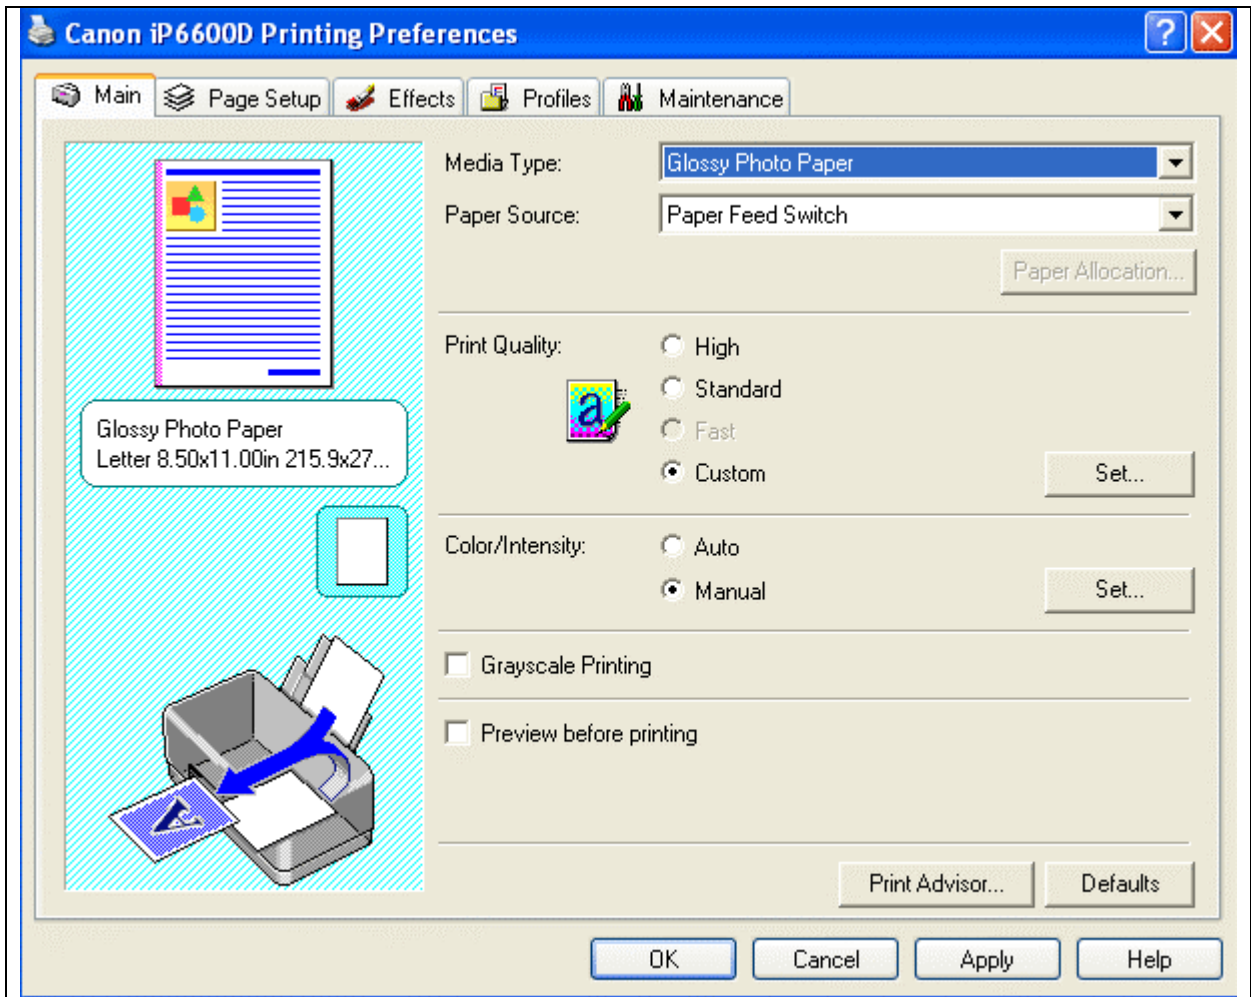 Canon iP6600D Printing Preferences
Main Page Setup Effects Profiles Maintenance
Media Type: Glossy Photo Paper
Paper Source: Paper Feed Switch
Paper Allocation...
Print Quality: High
Standard
a
Fast
Glossy Photo Paper
Letter 8.50x11.00in 215.9x27...
Custom Set...
Color/Intensity: Auto
Manual Set...
Grayscale Printing
Preview before printing
A
Print Advisor... Defaults
OK Cancel Apply Help